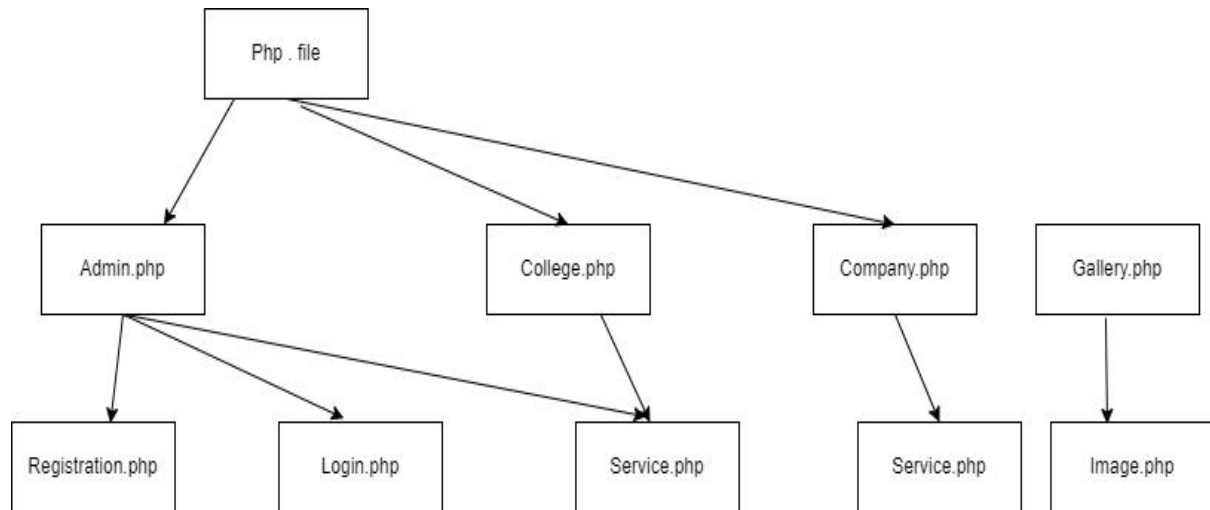 Php . file
Admin.php
College.php
Company.php
Gallery.php
Registration.php
Login.php
Service.php
Service.php
Image.php